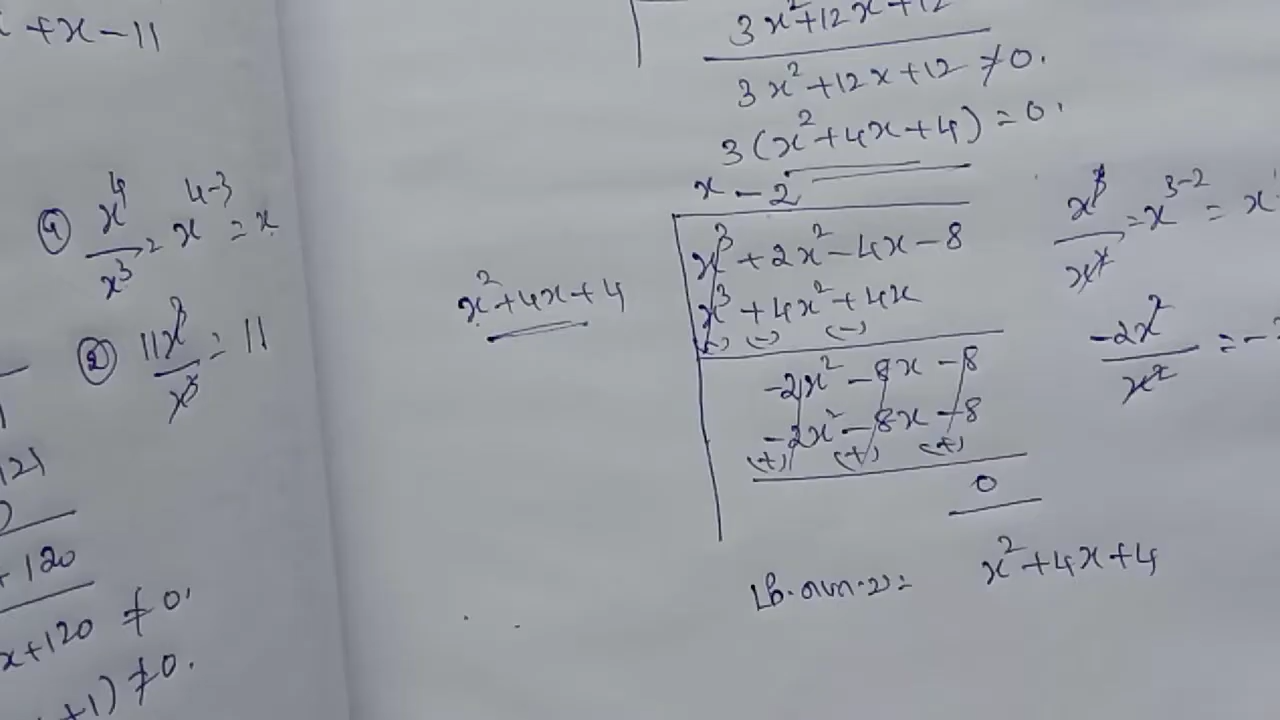 +x-11
④ x⁴/x³ = x⁴⁻³ = x
② 11x³/x³ = 11
121
+120
x+120 ≠ 0.
+1) ≠ 0.
3x²+12x+12
3x²+12x+12 ≠ 0.
3(x²+4x+4) = 0.
x-2
x²+4x+4
x³+2x²-4x-8
x³+4x²+4x
(-) (-) (-)
-2x²-8x-8
-2x²-8x-8
(+) (+) (+)
0
x³/x² = x³⁻² = x
-2x²/x² = -
x²+4x+4